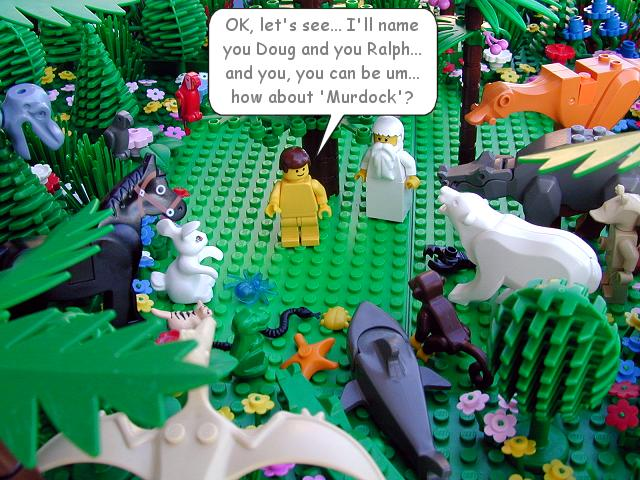 OK, let's see... I'll name
you Doug and you Ralph...
and you, you can be um...
how about 'Murdock'?